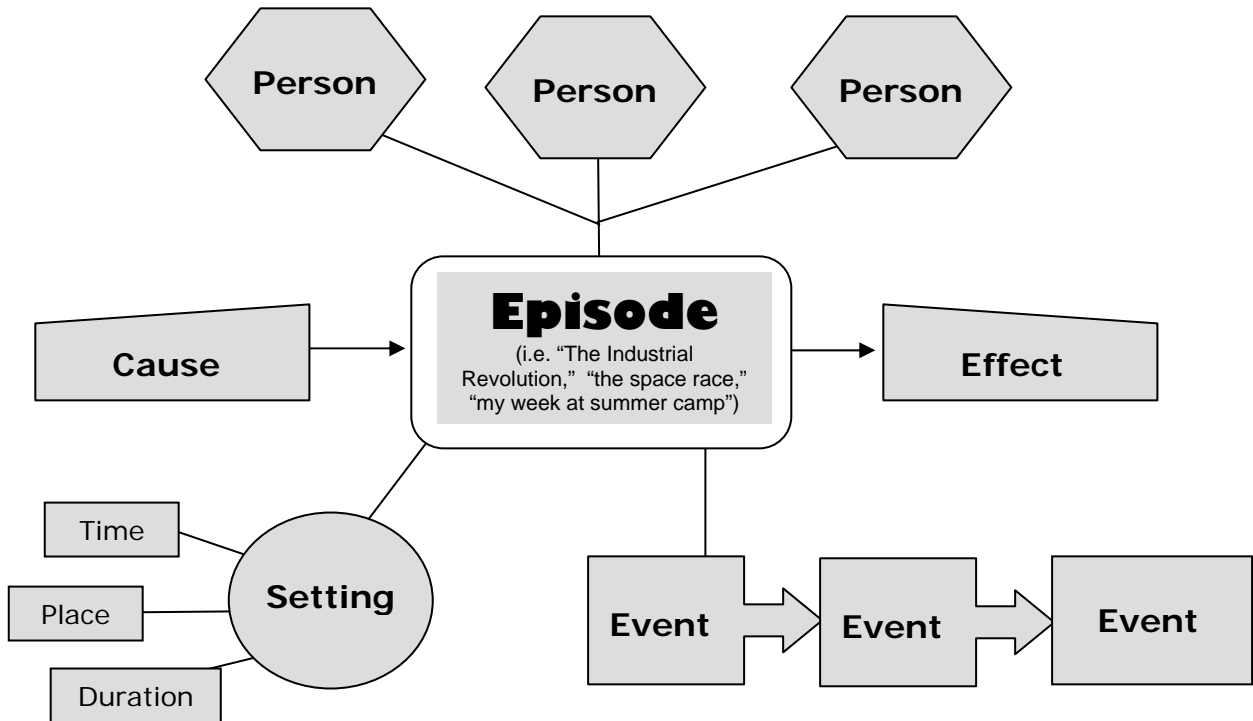 Person
Person
Person
Episode
(i.e. “The Industrial
Revolution,” “the space race,”
“my week at summer camp”)
Cause
Effect
Time
Place
Duration
Setting
Event
Event
Event